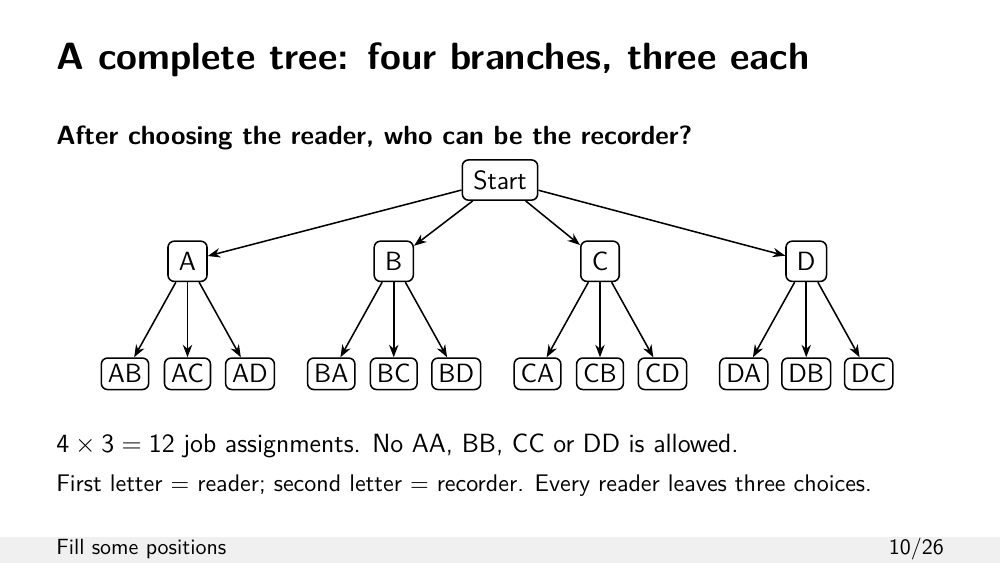 A complete tree: four branches, three each
After choosing the reader, who can be the recorder?
Start
A B C D
AB AC AD BA BC BD CA CB CD DA DB DC
4 × 3 = 12 job assignments. No AA, BB, CC or DD is allowed.
First letter = reader; second letter = recorder. Every reader leaves three choices.
Fill some positions 10/26